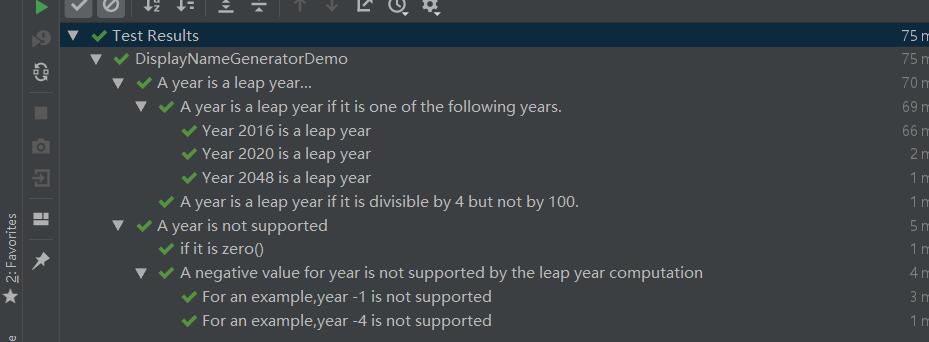 Test Results 75 m
DisplayNameGeneratorDemo 75 m
A year is a leap year... 70 m
A year is a leap year if it is one of the following years. 69 m
Year 2016 is a leap year 66 m
Year 2020 is a leap year 2 m
Year 2048 is a leap year 1 m
A year is a leap year if it is divisible by 4 but not by 100. 1 m
A year is not supported 5 m
if it is zero() 1 m
A negative value for year is not supported by the leap year computation 4 m
For an example,year -1 is not supported 3 m
For an example,year -4 is not supported 1 m
2: Favorites